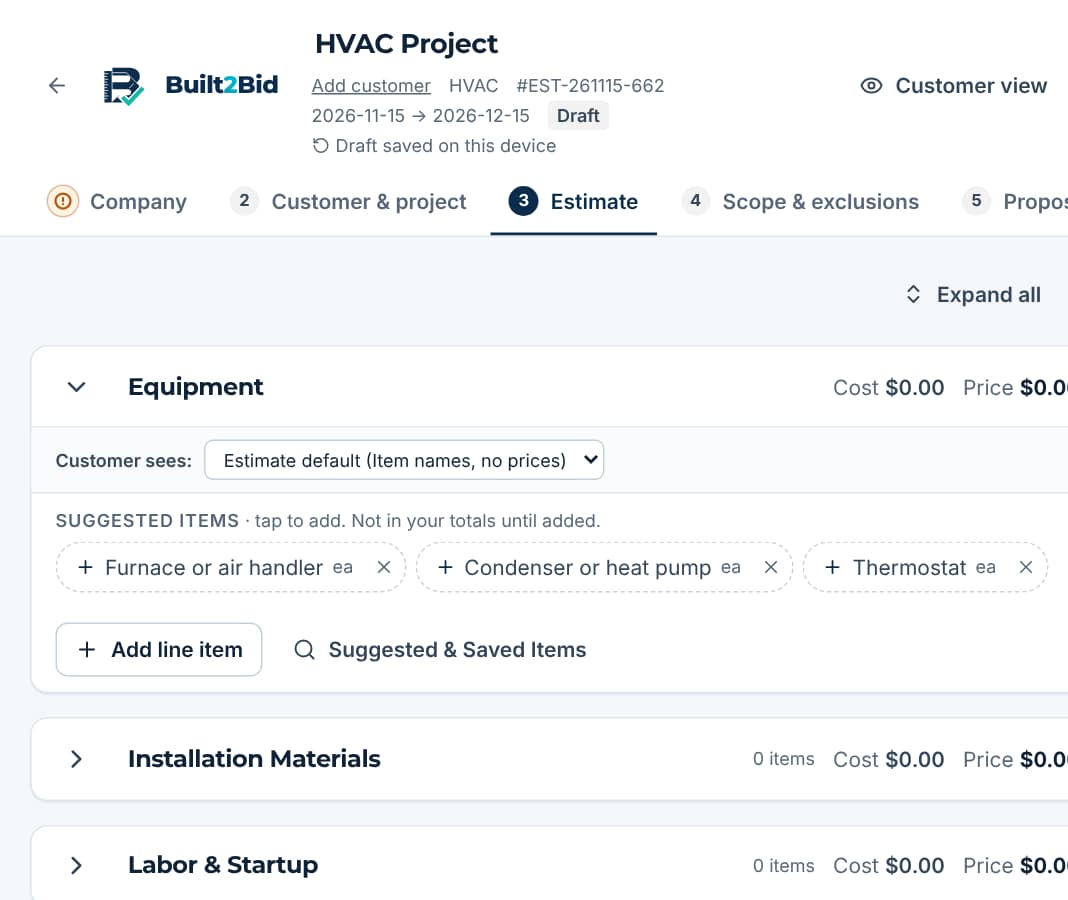 HVAC Project
Built2Bid
Add customer HVAC #EST-261115-662
2026-11-15 → 2026-12-15 Draft
Draft saved on this device
Customer view
Company 2 Customer & project 3 Estimate 4 Scope & exclusions 5 Propos
Expand all
Equipment Cost $0.00 Price $0.0
Customer sees: Estimate default (Item names, no prices)
SUGGESTED ITEMS · tap to add. Not in your totals until added.
+ Furnace or air handler ea × + Condenser or heat pump ea × + Thermostat ea ×
+ Add line item Suggested & Saved Items
Installation Materials 0 items Cost $0.00 Price $0.0
Labor & Startup 0 items Cost $0.00 Price $0.0